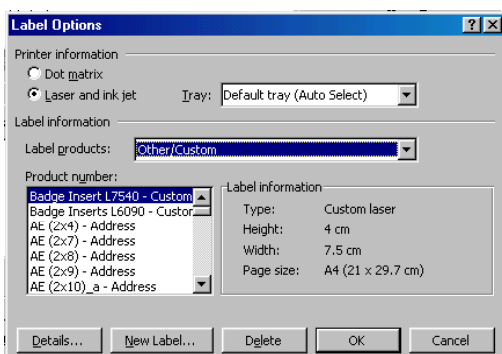 Label Options
Printer information
Dot matrix
Laser and ink jet
Tray: Default tray (Auto Select)
Label information
Label products: Other/Custom
Product number:
Badge Insert L7540 - Custom
Badge Inserts L6090 - Custor
AE (2x4) - Address
AE (2x7) - Address
AE (2x8) - Address
AE (2x9) - Address
AE (2x10)_a - Address
Label information
Type: Custom laser
Height: 4 cm
Width: 7.5 cm
Page size: A4 (21 x 29.7 cm)
Details... New Label... Delete OK Cancel